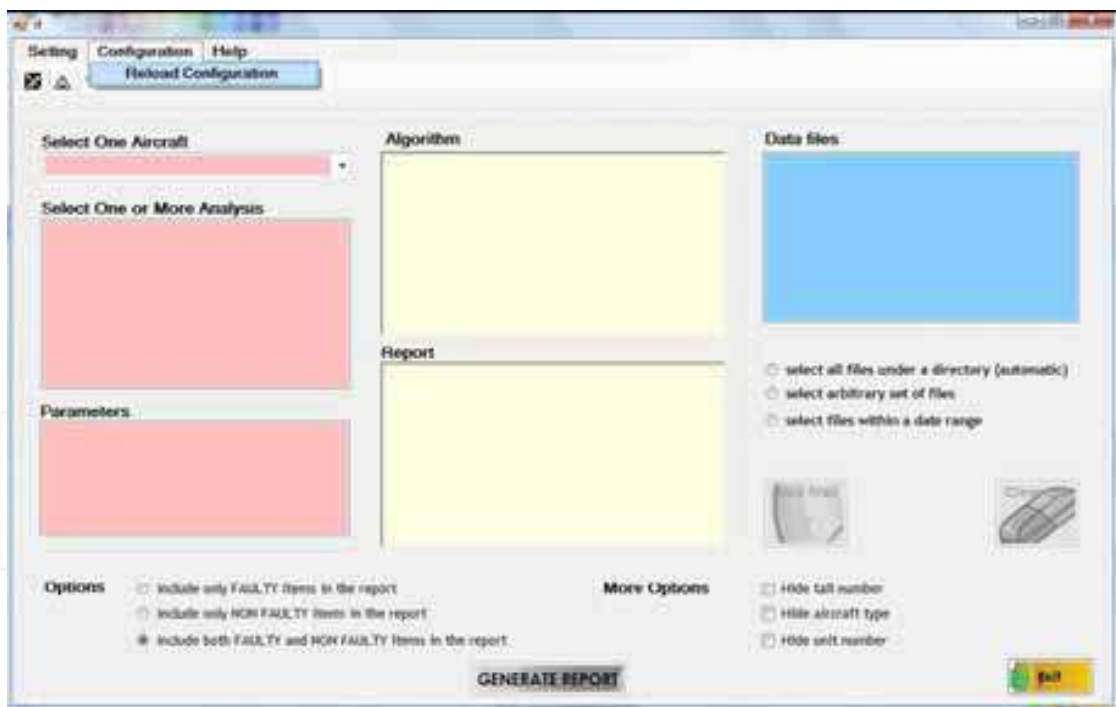 Setting Configuration Help
Reload Configuration
Select One Aircraft
Select One or More Analysis
Parameters
Algorithm
Report
Data files
select all files under a directory (automatic)
select arbitrary set of files
select files within a date range
Options
include only FAULTY items in the report
include only NON FAULTY items in the report
include both FAULTY and NON FAULTY items in the report
More Options
Hide tail number
Hide aircraft type
Hide unit number
GENERATE REPORT
Exit